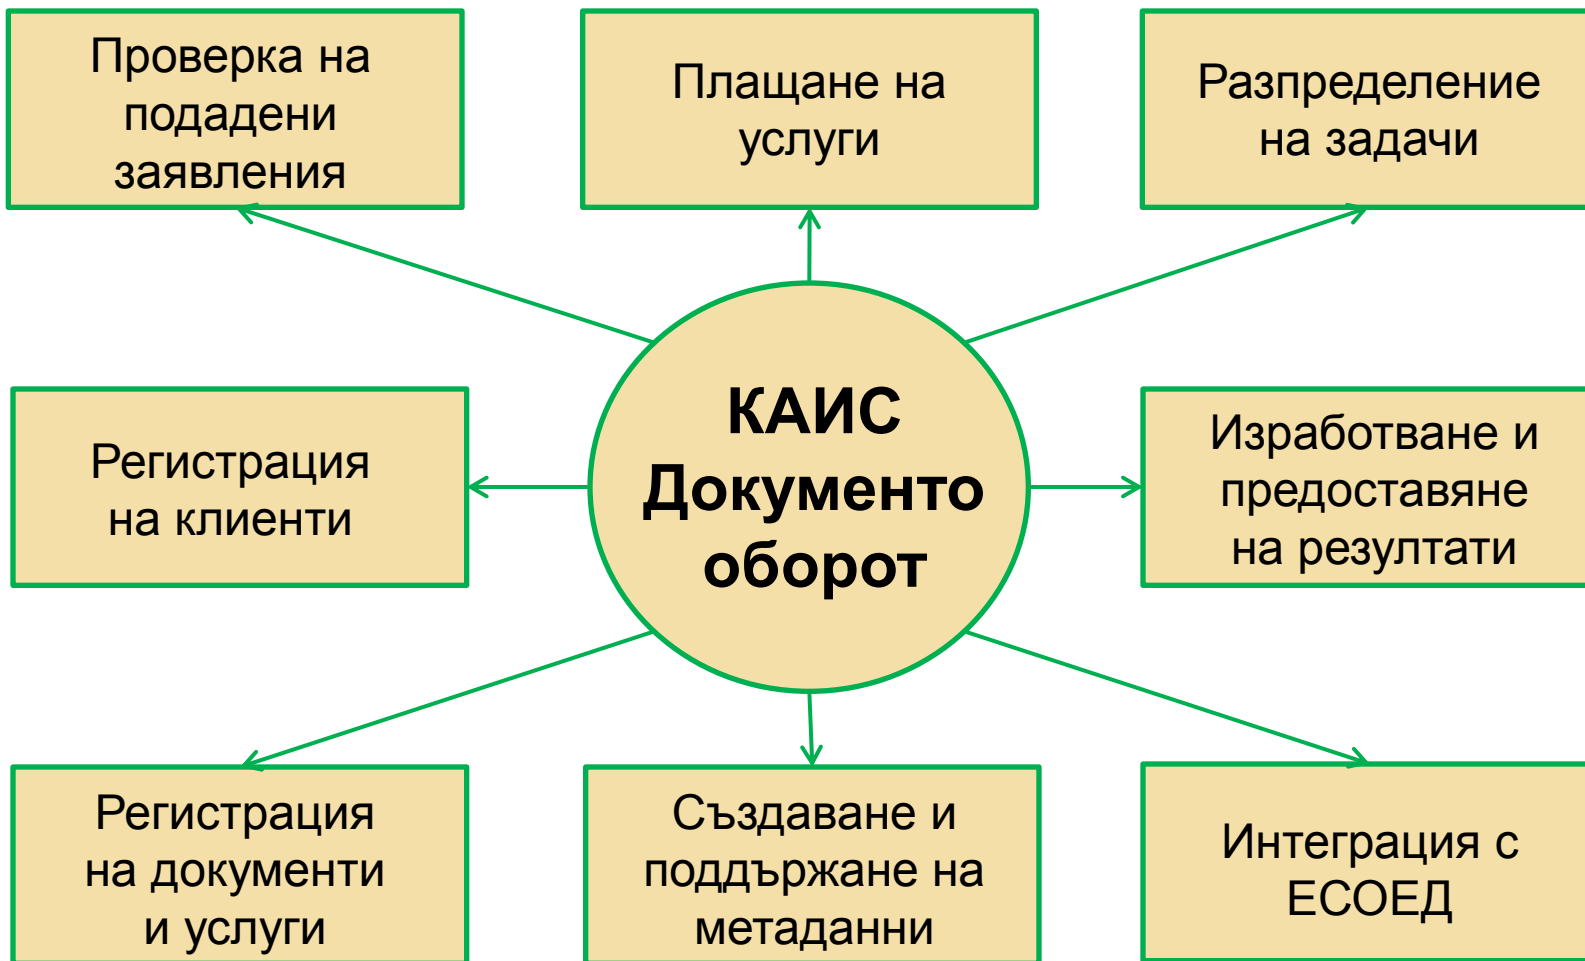 Проверка на
подадени
заявления
Плащане на
услуги
Разпределение
на задачи
Регистрация
на клиенти
КАИС
Документо
оборот
Изработване и
предоставяне
на резултати
Регистрация
на документи
и услуги
Създаване и
поддържане на
метаданни
Интеграция с
ЕСОЕД